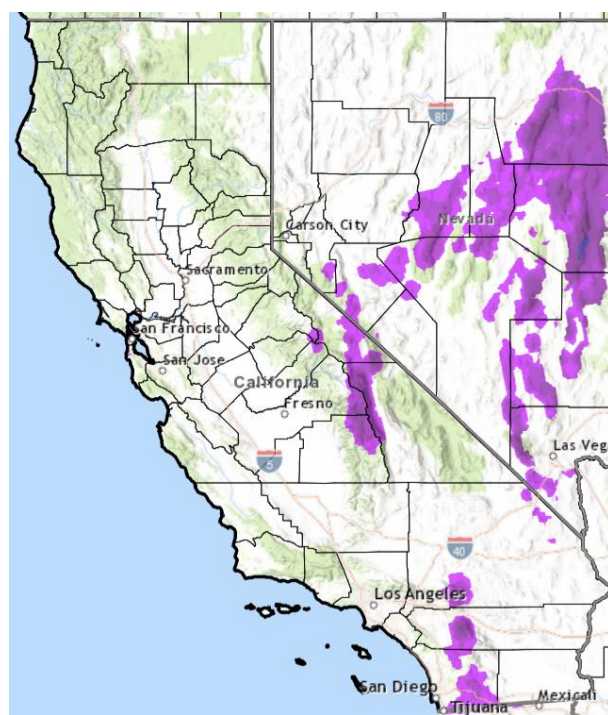 80
Carson City
Nevada
Sacramento
San Francisco
San Jose
California
Fresno
5
Las Vega
40
Los Angeles
San Diego
Tijuana
Mexicali